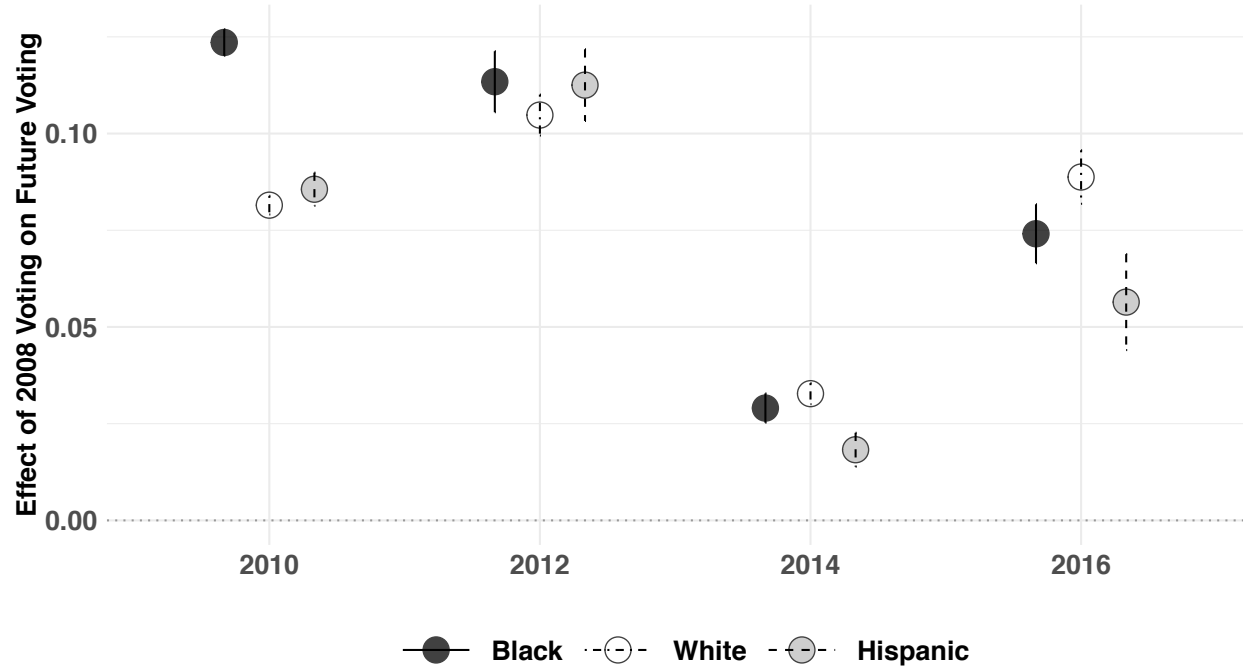 Effect of 2008 Voting on Future Voting
0.10
0.05
0.00
2010 2012 2014 2016
Black White Hispanic